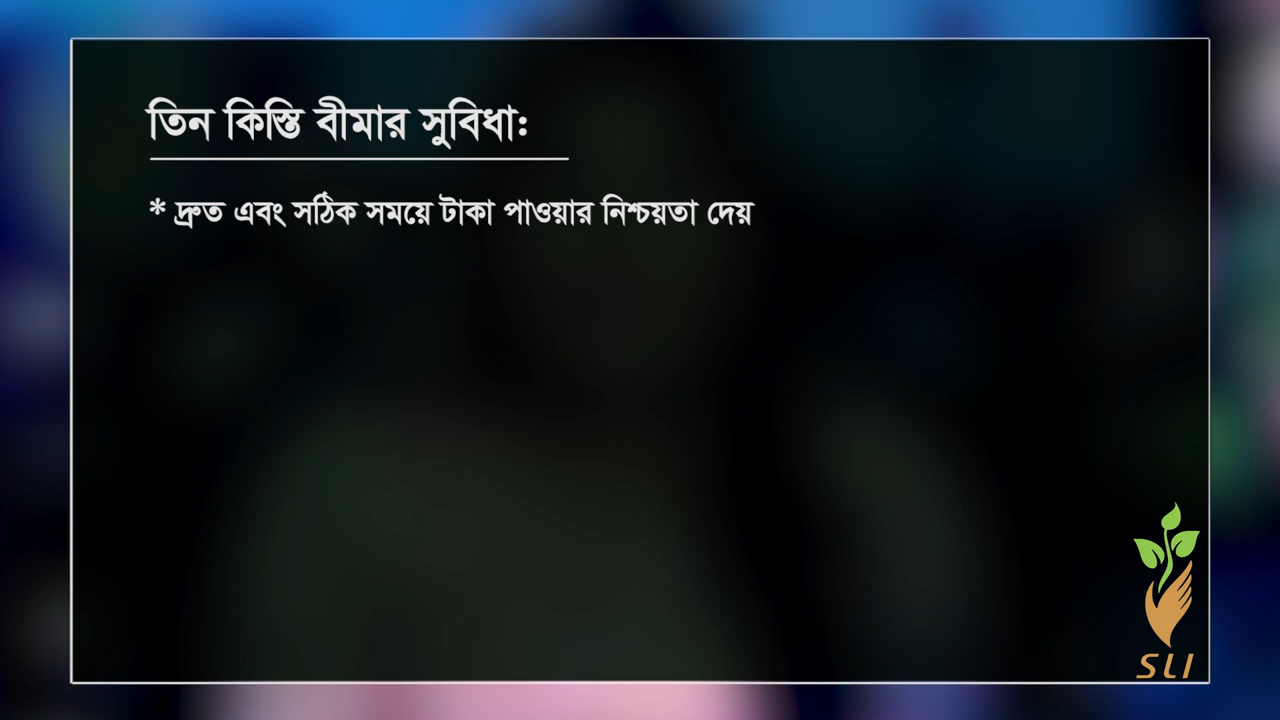 তিন কিস্তি বীমার সুবিধা:
* দ্রুত এবং সঠিক সময়ে টাকা পাওয়ার নিশ্চয়তা দেয়
SLI